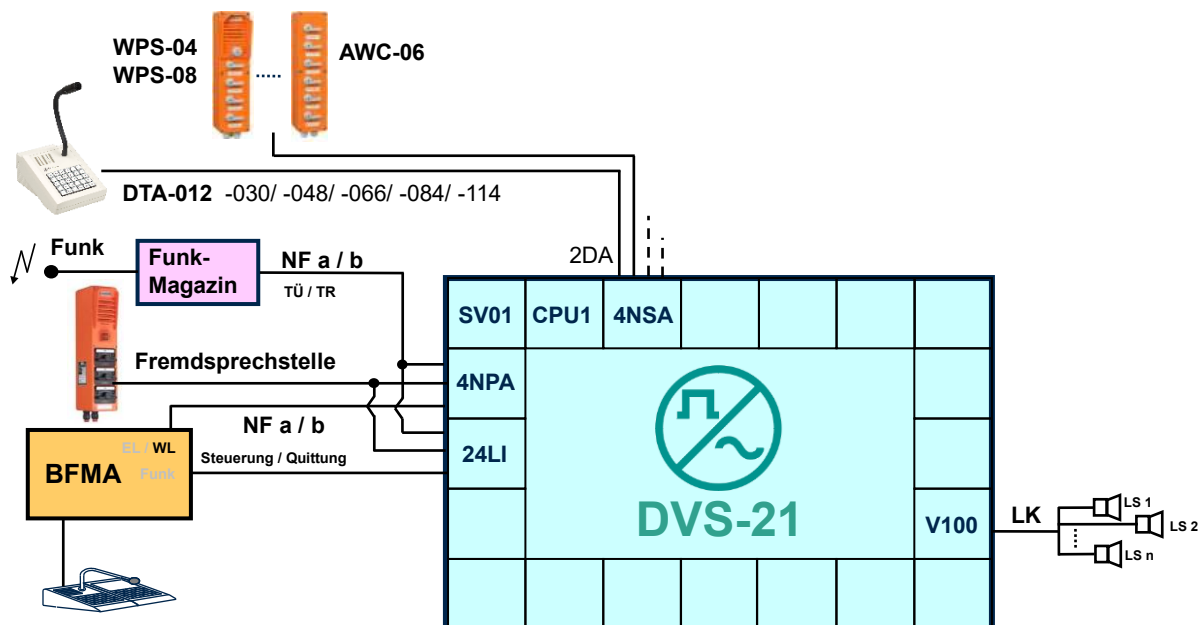 WPS-04
WPS-08
AWC-06
DTA-012 -030/ -048/ -066/ -084/ -114
2DA
Funk
Funk-
Magazin
NF a / b
TÜ / TR
SV01
CPU1
4NSA
Fremdsprechstelle
4NPA
NF a / b
EL / WL
BFMA
Funk
Steuerung / Quittung
24LI
DVS-21
V100
LK
LS 1
LS 2
LS n